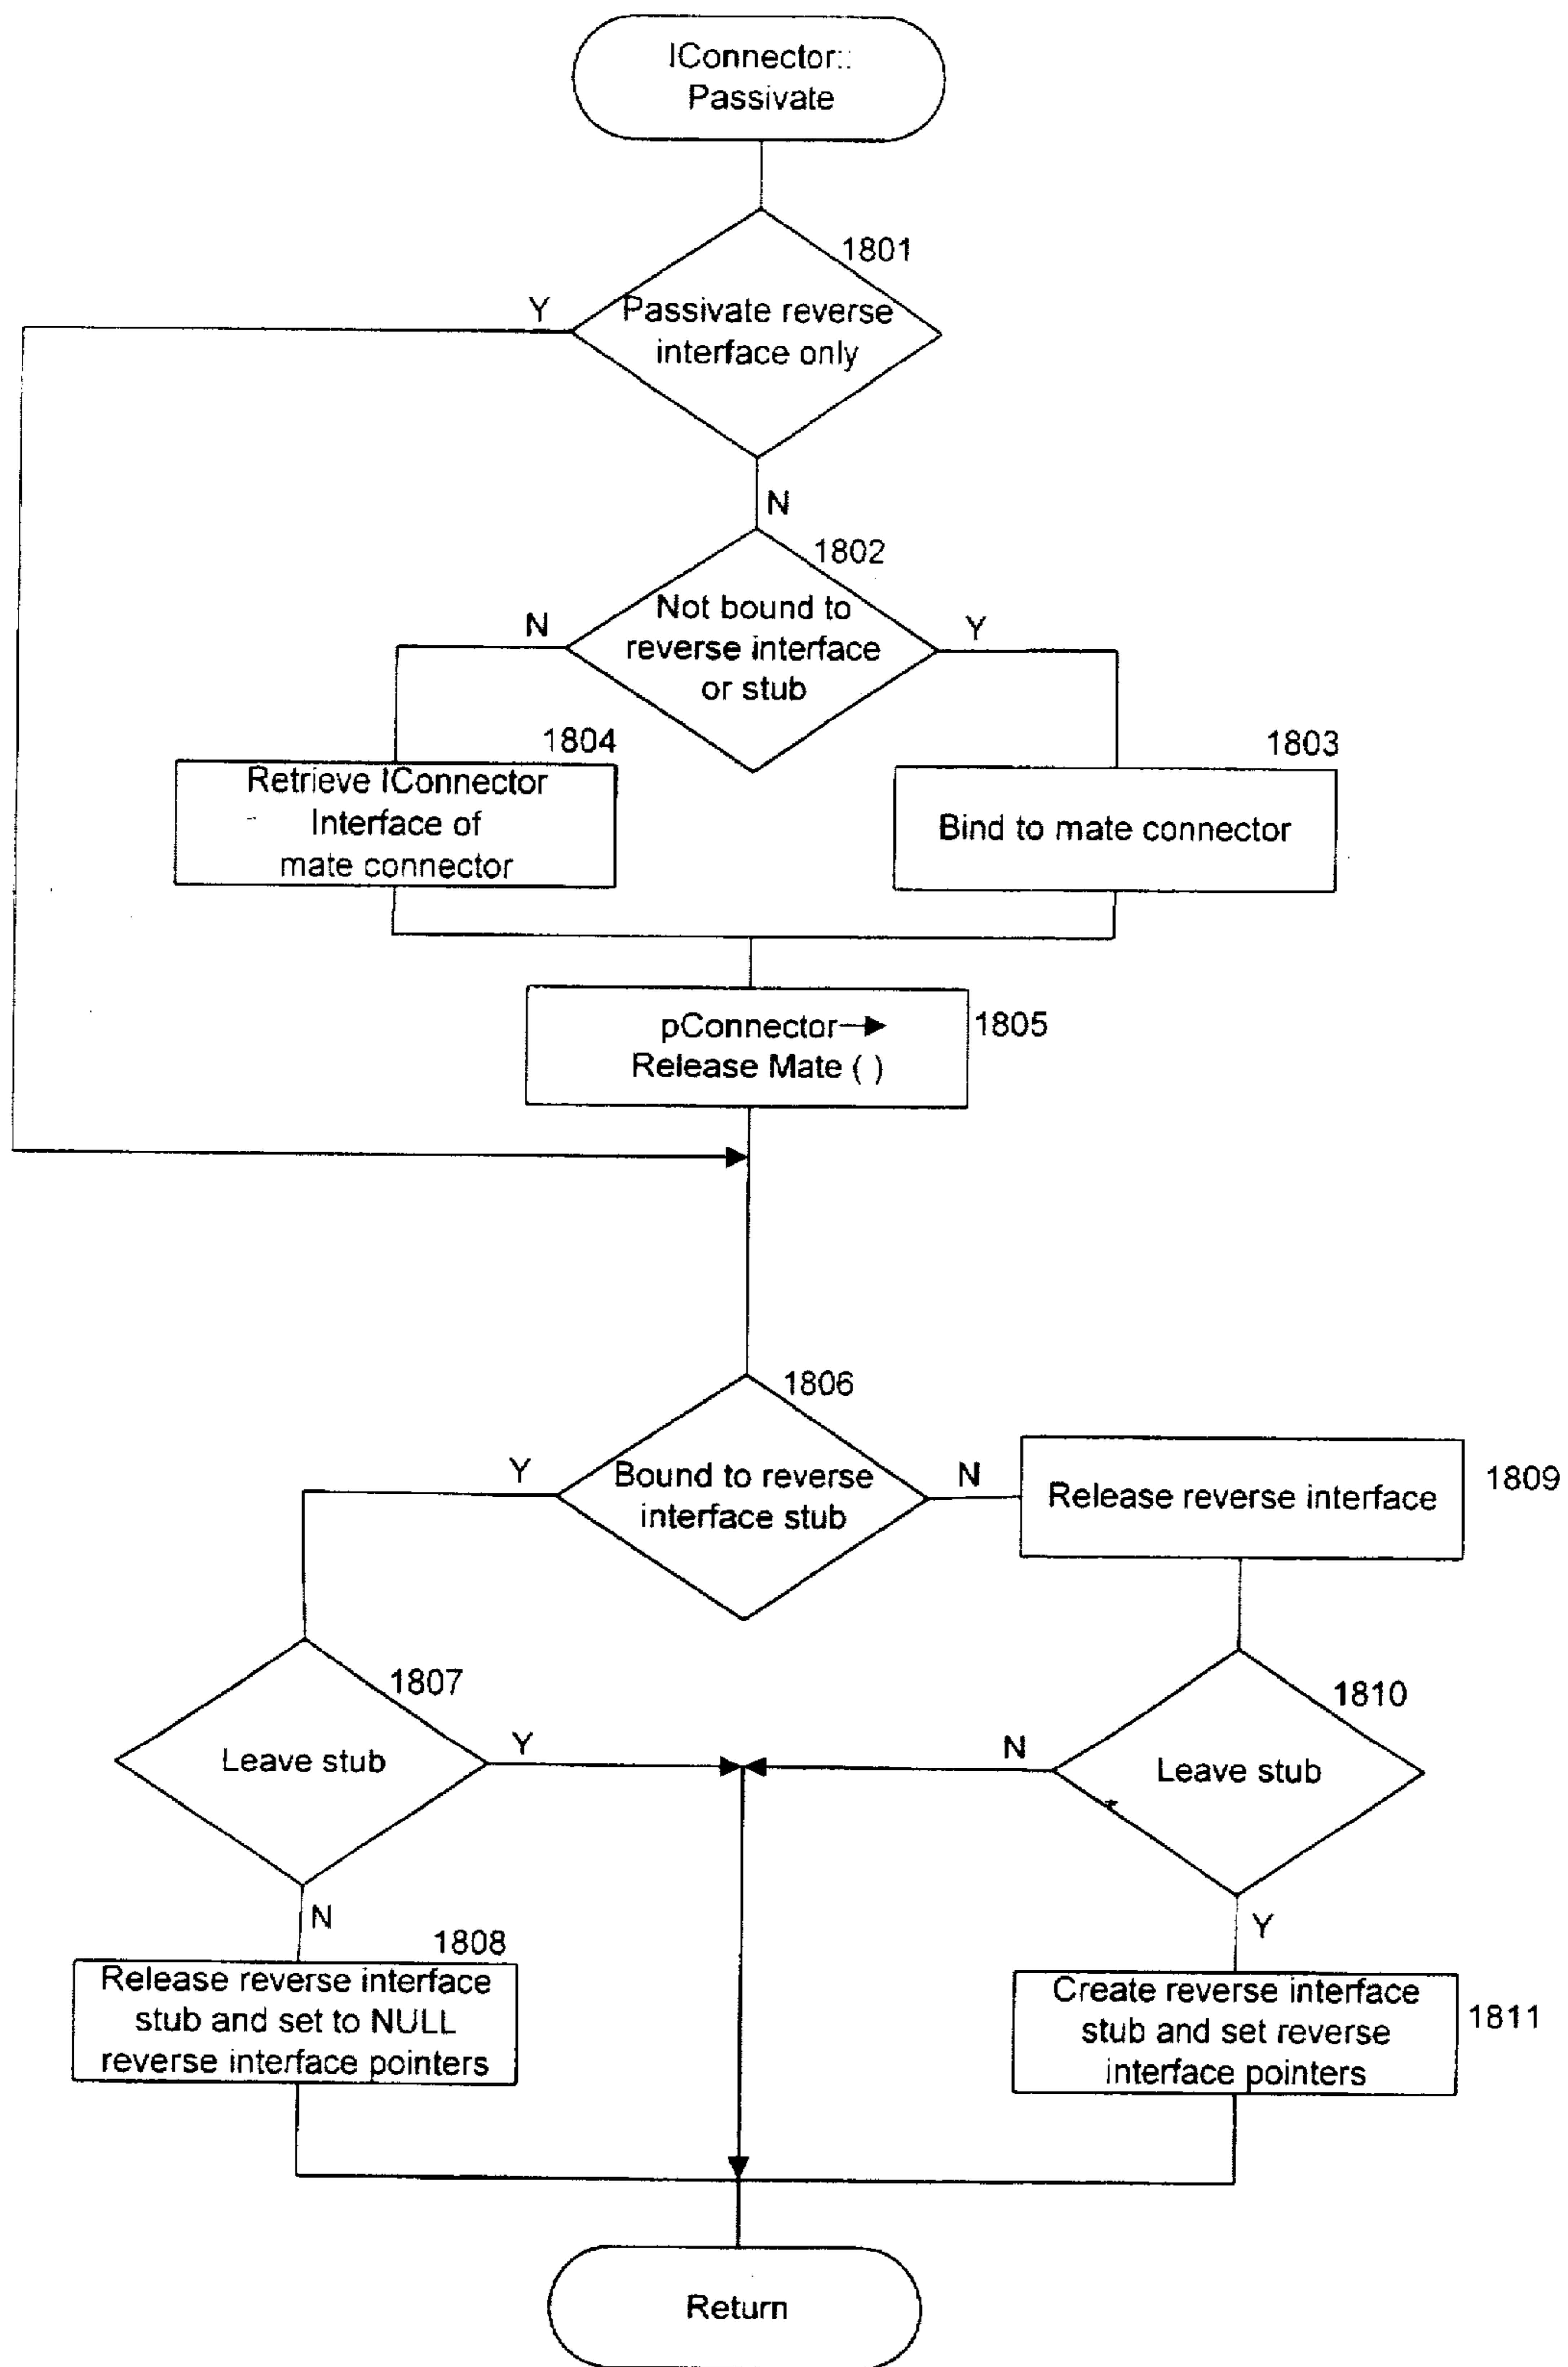 IConnector::
Passivate
1801
Y
Passivate reverse
interface only
N
1802
N
Not bound to
reverse interface
or stub
Y
1804
Retrieve IConnector
Interface of
mate connector
1803
Bind to mate connector
pConnector→
Release Mate ( )
1805
1806
Y
Bound to reverse
interface stub
N
Release reverse interface
1809
1807
Leave stub
Y
1810
N
Leave stub
N
1808
Release reverse interface
stub and set to NULL
reverse interface pointers
Y
Create reverse interface
stub and set reverse
interface pointers
1811
Return